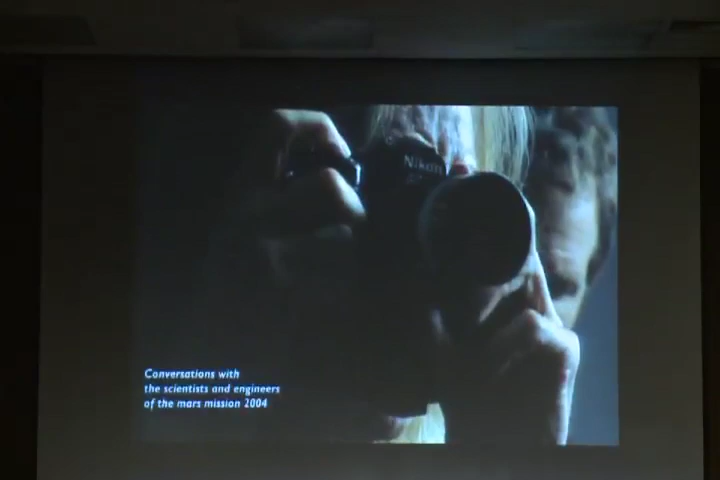 Nikon
Conversations with
the scientists and engineers
of the mars mission 2004